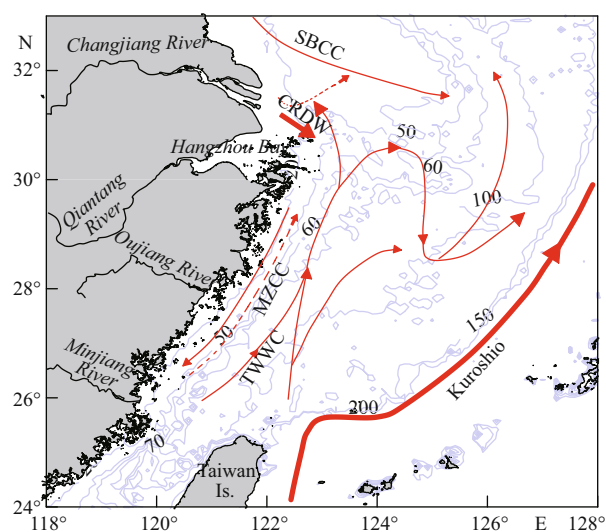 N
32°
30°
28°
26°
24°
118°
120°
122°
124°
126°
E
128°
Changjiang River
SBCC
CRDW
Hangzhou Ba
Qiantang
River
Oujiang River
Minjiang
River
MZCC
TWWC
Kuroshio
Taiwan
Is.
50
60
100
60
50
150
200
70